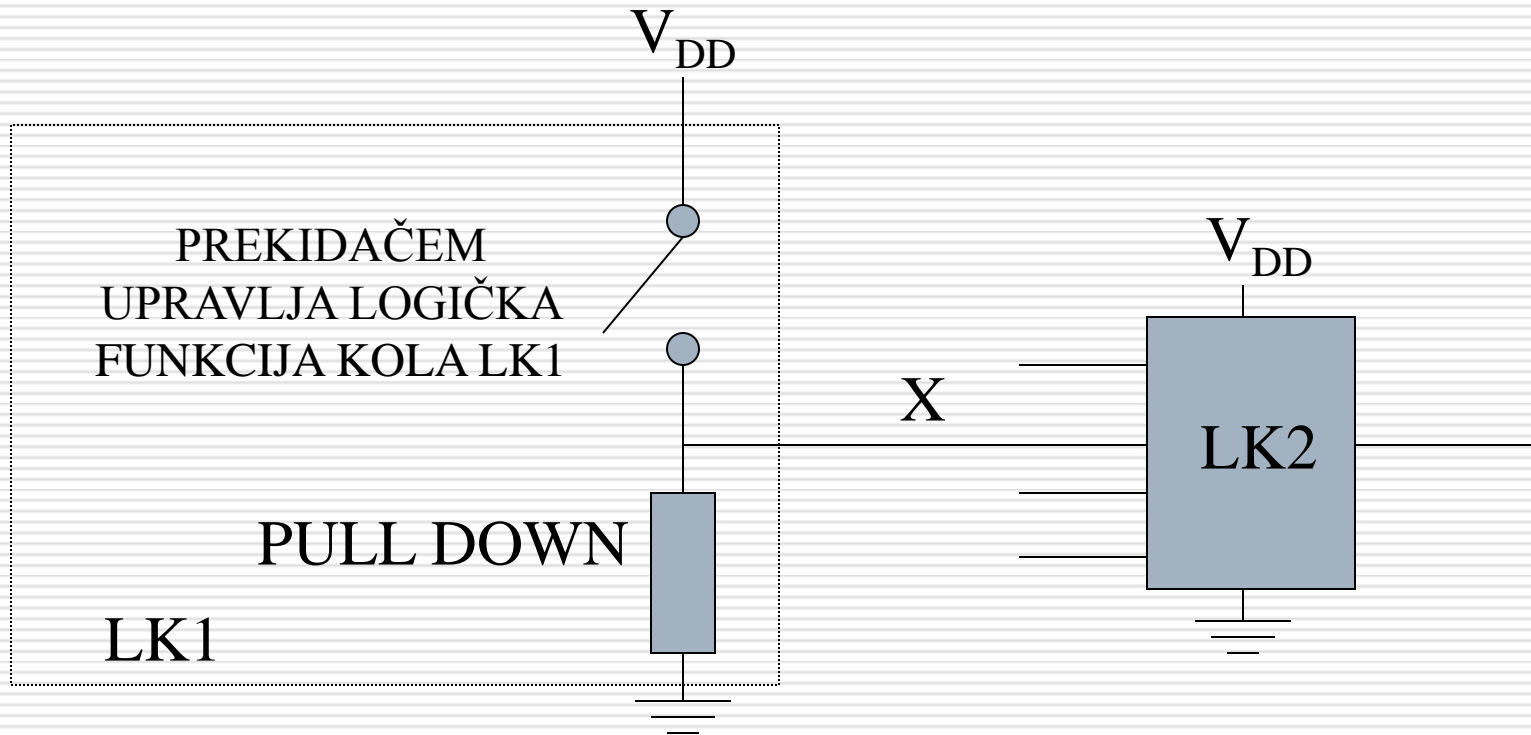 V_DD
PREKIDAČEM
UPRAVLJA LOGIČKA
FUNKCIJA KOLA LK1
V_DD
X
LK2
PULL DOWN
LK1